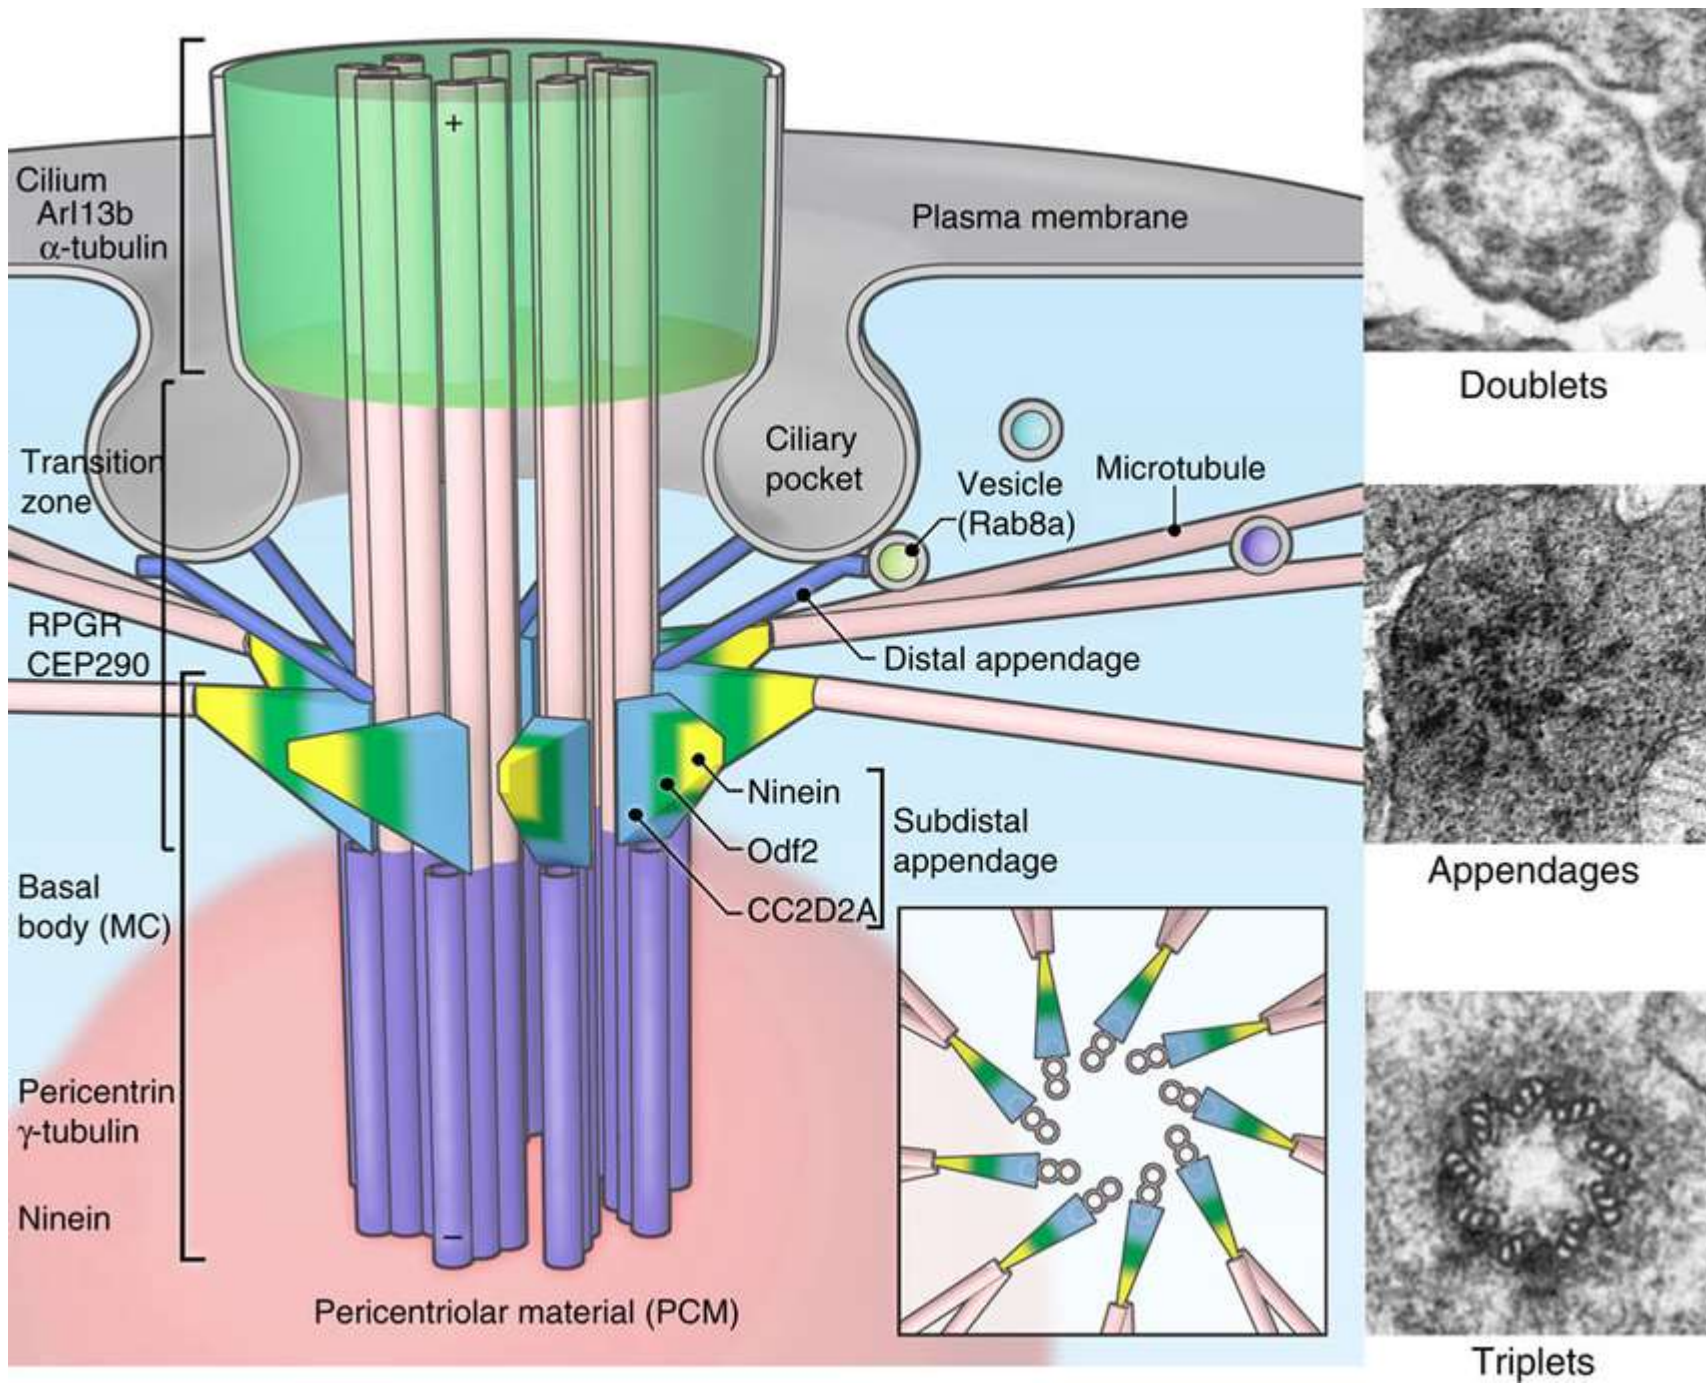 +
Cilium
Arl13b
α-tubulin
Plasma membrane
Doublets
Transition
zone
Ciliary
pocket
Vesicle
(Rab8a)
Microtubule
RPGR
CEP290
Distal appendage
Ninein
Odf2
CC2D2A
Subdistal
appendage
Appendages
Basal
body (MC)
Pericentrin
γ-tubulin
Ninein
–
Pericentriolar material (PCM)
Triplets